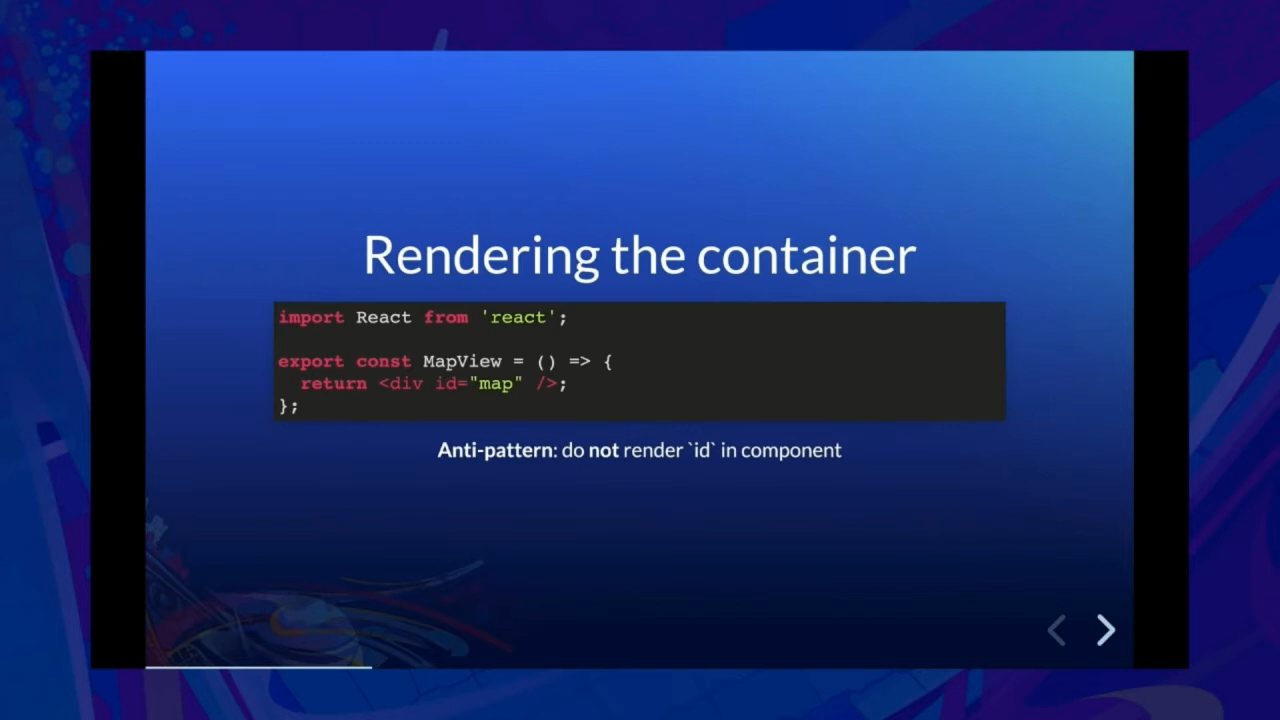 Rendering the container
import React from 'react';
export const MapView = () => {
  return <div id="map" />;
};
Anti-pattern: do not render `id` in component